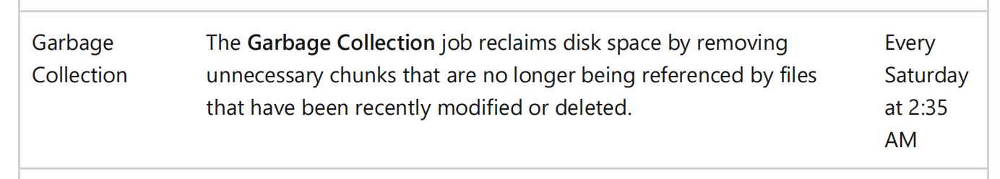 Garbage
Collection
The Garbage Collection job reclaims disk space by removing
unnecessary chunks that are no longer being referenced by files
that have been recently modified or deleted.
Every
Saturday
at 2:35
AM